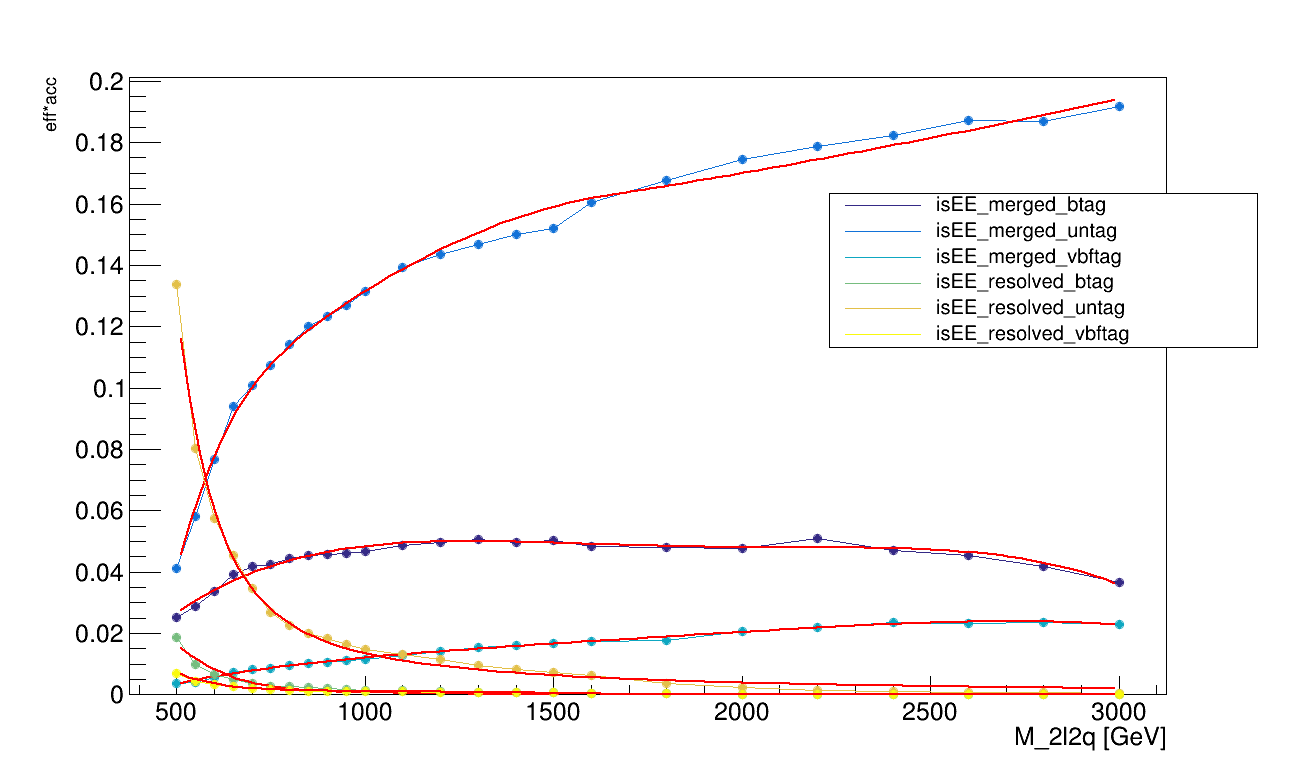 eff*acc
0.2
0.18
0.16
0.14
0.12
0.1
0.08
0.06
0.04
0.02
0
isEE_merged_btag
isEE_merged_untag
isEE_merged_vbftag
isEE_resolved_btag
isEE_resolved_untag
isEE_resolved_vbftag
500 1000 1500 2000 2500 3000
M_2l2q [GeV]